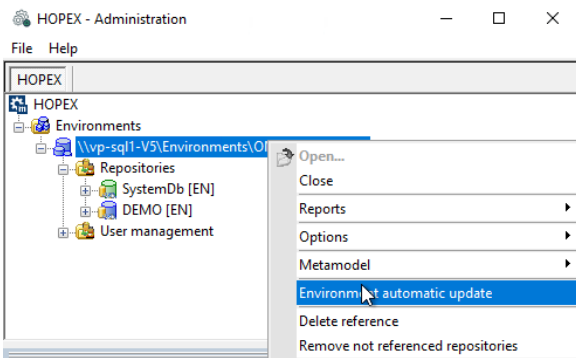 HOPEX - Administration
File Help
HOPEX
HOPEX
Environments
\\vp-sql1-V5\Environments\
Repositories
SystemDb [EN]
DEMO [EN]
User management
Open...
Close
Reports
Options
Metamodel
Environment automatic update
Delete reference
Remove not referenced repositories